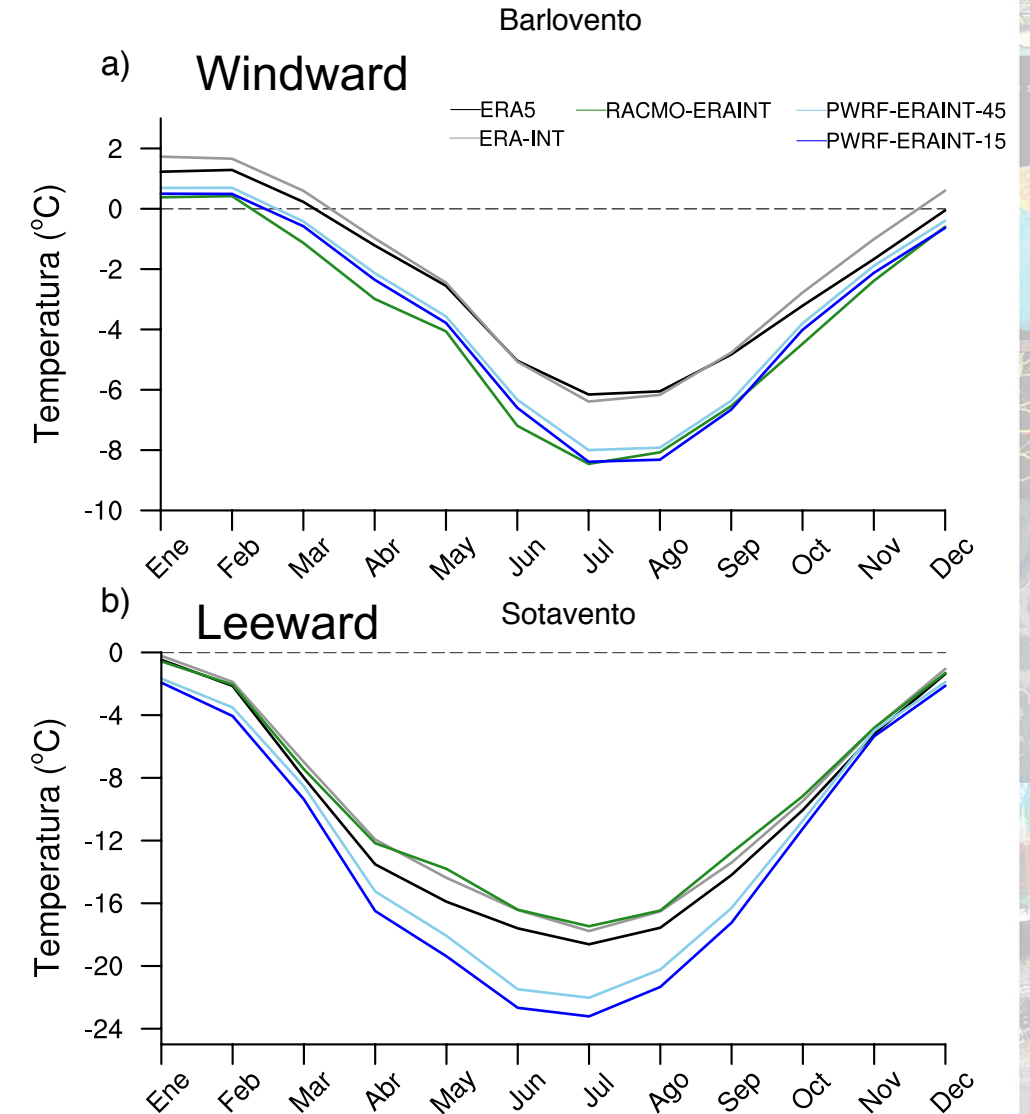 Barlovento
a) Windward
ERA5 RACMO-ERAINT PWRF-ERAINT-45
ERA-INT PWRF-ERAINT-15
Temperatura (°C)
2
0
-2
-4
-6
-8
-10
Ene Feb Mar Abr May Jun Jul Ago Sep Oct Nov Dec
b) Leeward Sotavento
Temperatura (°C)
0
-4
-8
-12
-16
-20
-24
Ene Feb Mar Abr May Jun Jul Ago Sep Oct Nov Dec